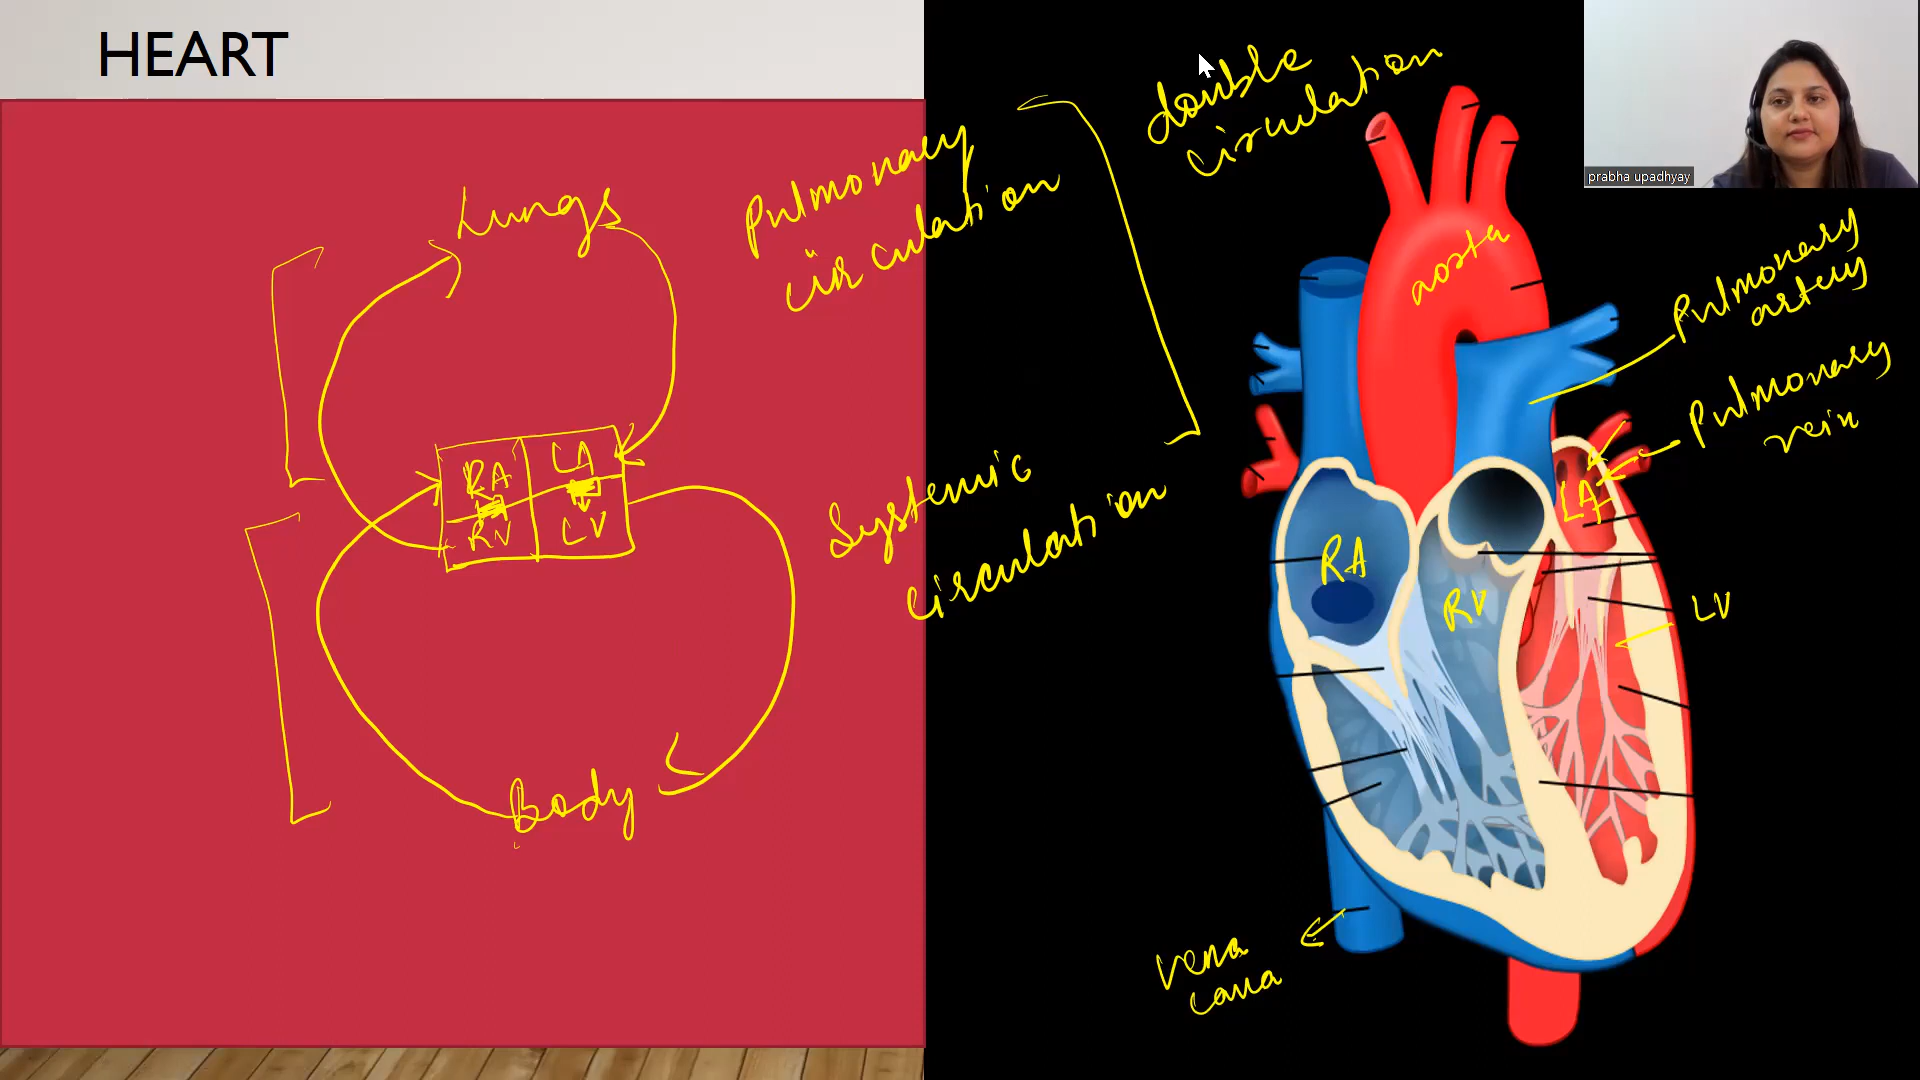 HEART
double
circulation
prabha upadhyay
Pulmonary
circulation
Lungs
aorta
Pulmonary
artery
Pulmonary
vein
RA LA
RV LV
Systemic
circulation
LA
RA
RV
LV
Body
vena
cava